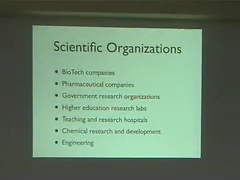 Scientific Organizations
• BioTech companies
• Pharmaceutical companies
• Government research organizations
• Higher education research labs
• Teaching and research hospitals
• Chemical research and development
• Engineering